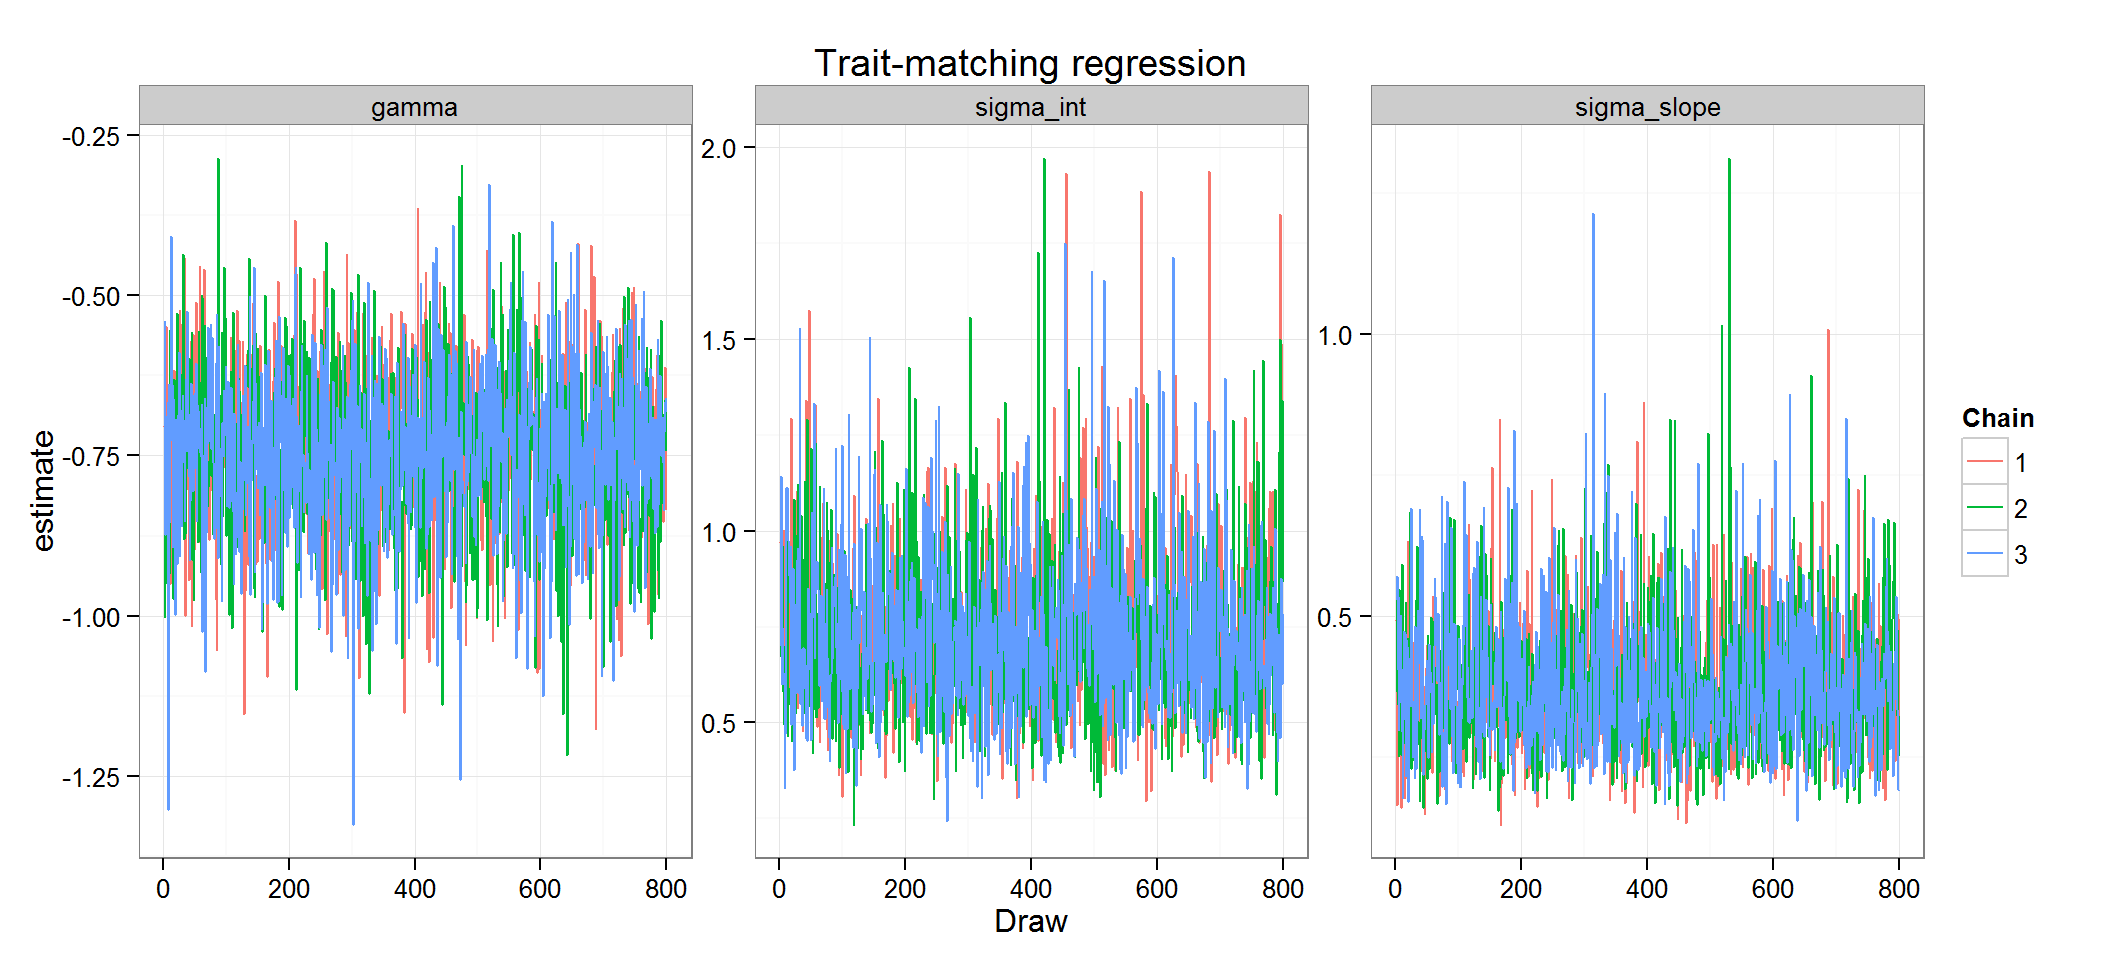 Trait-matching regression
gamma
sigma_int
sigma_slope
estimate
-0.25
-0.50
-0.75
-1.00
-1.25
2.0
1.5
1.0
0.5
1.0
0.5
0 200 400 600 800
0 200 400 600 800
0 200 400 600 800
Draw
Chain
1
2
3